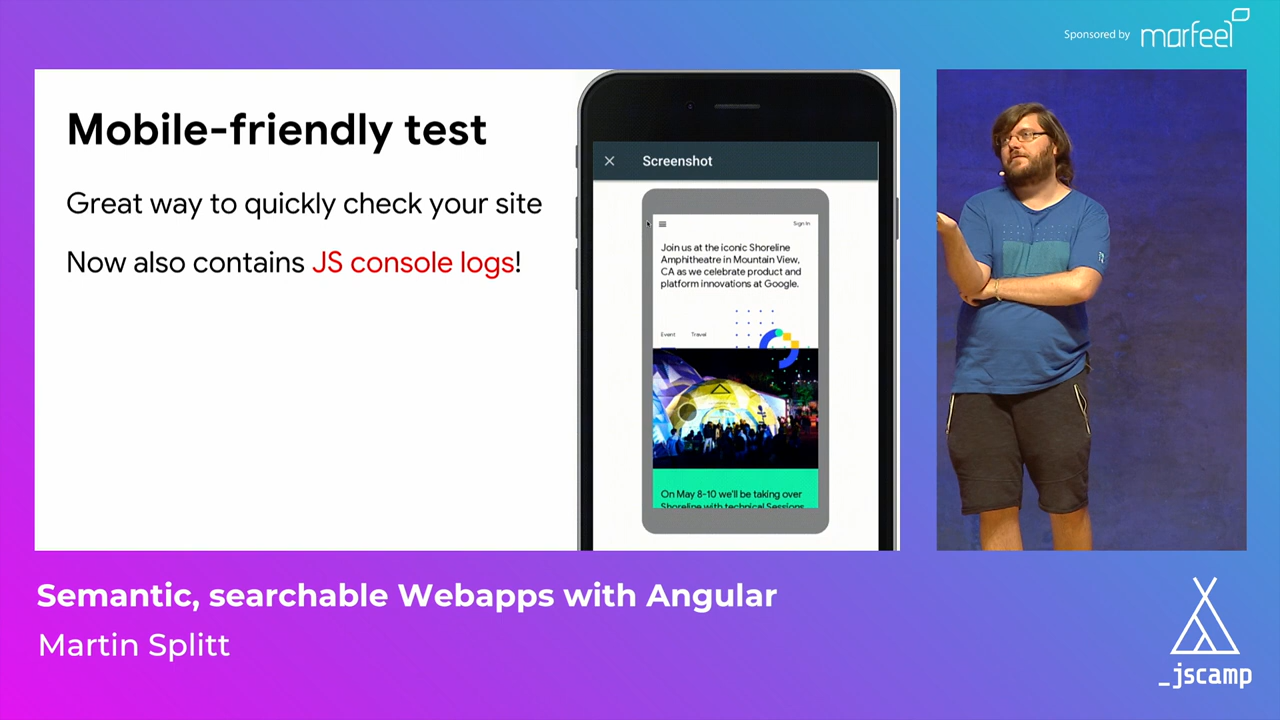 Sponsored by marfeel
Mobile-friendly test
Great way to quickly check your site
Now also contains JS console logs!
Screenshot
Sign In
Join us at the iconic Shoreline
Amphitheatre in Mountain View,
CA as we celebrate product and
platform innovations at Google.
Event Travel
On May 8-10 we'll be taking over
Shoreline with technical Sessions
Semantic, searchable Webapps with Angular
Martin Splitt
_jscamp